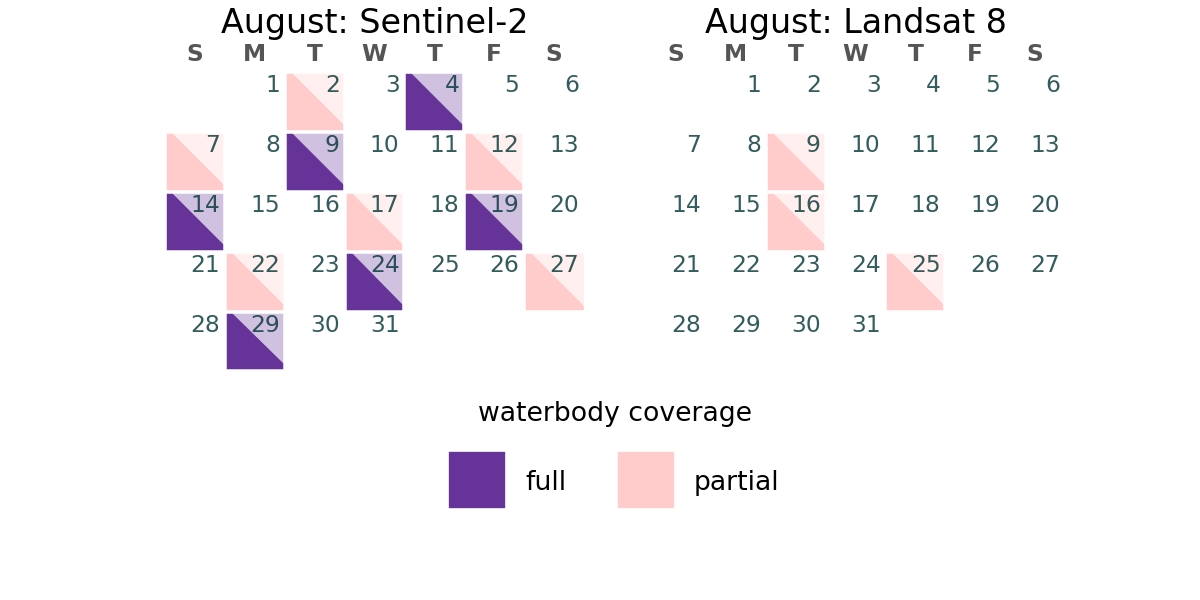 August: Sentinel-2
S M T W T F S
1 2 3 4 5 6
7 8 9 10 11 12 13
14 15 16 17 18 19 20
21 22 23 24 25 26 27
28 29 30 31
August: Landsat 8
S M T W T F S
1 2 3 4 5 6
7 8 9 10 11 12 13
14 15 16 17 18 19 20
21 22 23 24 25 26 27
28 29 30 31
waterbody coverage
full partial